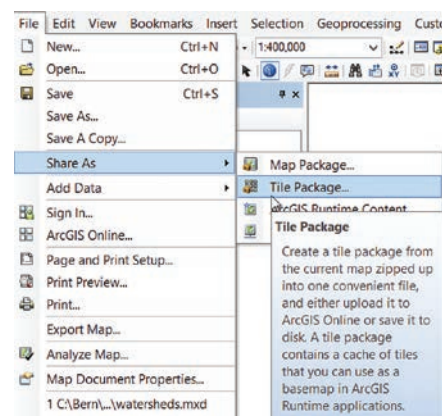 File Edit View Bookmarks Insert Selection Geoprocessing
New... Ctrl+N
1:400,000
Open... Ctrl+O
Save Ctrl+S
Save As...
Save A Copy...
Share As
Map Package...
Add Data
Tile Package...
Sign In...
ArcGIS Runtime Content
ArcGIS Online...
Page and Print Setup...
Print Preview...
Print...
Export Map...
Analyze Map...
Map Document Properties...
1 C:\Bern\...\watersheds.mxd
Tile Package
Create a tile package from
the current map zipped up
into one convenient file,
and either upload it to
ArcGIS Online or save it to
disk. A tile package
contains a cache of tiles
that you can use as a
basemap in ArcGIS
Runtime applications.